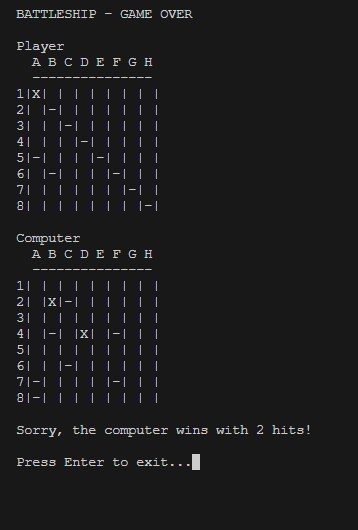 BATTLESHIP - GAME OVER
Player
  A B C D E F G H
  ---------------
1|X| | | | | | | |
2| |-| | | | | | |
3| | |-| | | | | |
4| | | |-| | | | |
5|-| | | |-| | | |
6| |-| | | |-| | |
7| | | | | | |-| |
8| | | | | | | |-|
Computer
  A B C D E F G H
  ---------------
1| | | | | | | | |
2| |X|-| | | | | |
3| | | | | | | | |
4| |-| |X| |-| | |
5| | | | | | | | |
6| | |-| | | | | |
7|-| | | | |-| | |
8|-| | | | | | | |
Sorry, the computer wins with 2 hits!
Press Enter to exit...